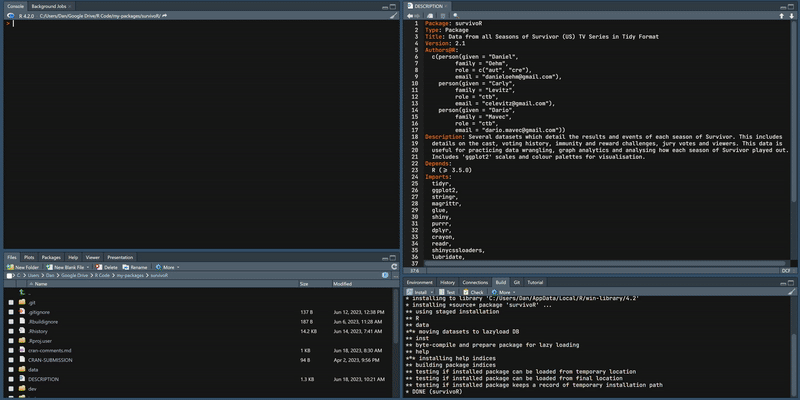 Console Background Jobs
R 4.2.0 · C:/Users/Dan/Google Drive/R Code/my-packages/survivoR
>
Files Plots Packages Help Viewer Presentation
New Folder New Blank File Delete Rename More
C: Users Dan Google Drive R Code my-packages survivoR
Name Size Modified
..
.git
.gitignore 137 B Jun 12, 2023, 12:38 PM
.Rbuildignore 187 B Jun 6, 2023, 11:28 AM
.Rhistory 14.2 KB Jun 14, 2023, 7:41 AM
.Rproj.user
cran-comments.md 1 KB Jun 18, 2023, 8:30 AM
CRAN-SUBMISSION 94 B Apr 2, 2023, 9:56 PM
data
DESCRIPTION 1.3 KB Jun 18, 2023, 10:21 AM
dev
DESCRIPTION
1 Package: survivoR
2 Type: Package
3 Title: Data from all Seasons of Survivor (US) TV Series in Tidy Format
4 Version: 2.1
5 Authors@R:
6 c(person(given = "Daniel",
7 family = "Oehm",
8 role = c("aut", "cre"),
9 email = "danieloehm@gmail.com"),
10 person(given = "Carly",
11 family = "Levitz",
12 role = "ctb",
13 email = "celevitz@gmail.com"),
14 person(given = "Dario",
15 family = "Mavec",
16 role = "ctb",
17 email = "dario.mavec@gmail.com"))
18 Description: Several datasets which detail the results and events of each season of Survivor. This includes
19 details on the cast, voting history, immunity and reward challenges, jury votes and viewers. This data is
20 useful for practicing data wrangling, graph analytics and analysing how each season of Survivor played out.
21 Includes 'ggplot2' scales and colour palettes for visualisation.
22 Depends:
23 R (>= 3.5.0)
24 Imports:
25 tidyr,
26 ggplot2,
27 stringr,
28 magrittr,
29 glue,
30 shiny,
31 purrr,
32 dplyr,
33 crayon,
34 readr,
35 shinycssloaders,
36 lubridate,
37
37:6 DCF
Environment History Connections Build Git Tutorial
Install Test Check More
* installing to library 'C:/Users/Dan/AppData/Local/R/win-library/4.2'
* installing *source* package 'survivoR' ...
** using staged installation
** R
** data
*** moving datasets to lazyload DB
** inst
** byte-compile and prepare package for lazy loading
** help
*** installing help indices
** building package indices
** testing if installed package can be loaded from temporary location
** testing if installed package can be loaded from final location
** testing if installed package keeps a record of temporary installation path
* DONE (survivoR)